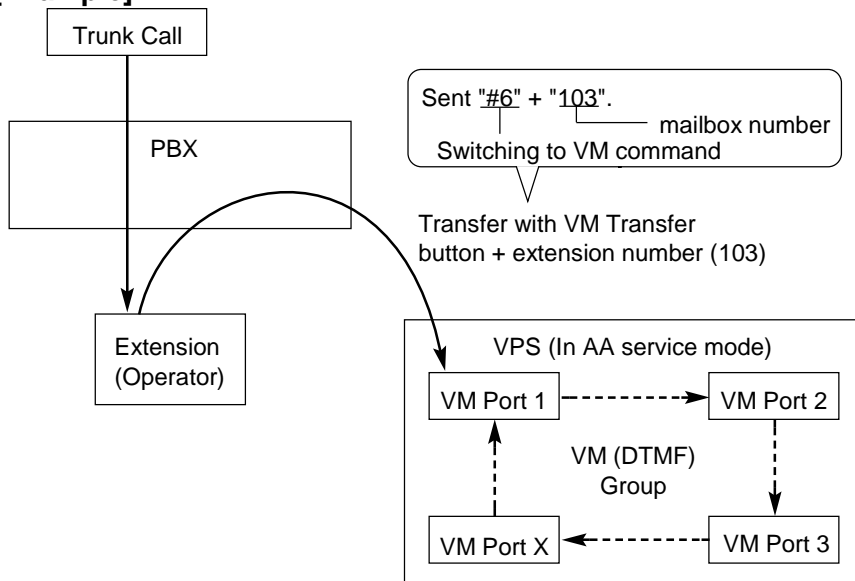 Trunk Call
PBX
Sent "#6" + "103".
mailbox number
Switching to VM command
Transfer with VM Transfer
button + extension number (103)
Extension
(Operator)
VPS (In AA service mode)
VM Port 1
VM Port 2
VM (DTMF)
Group
VM Port X
VM Port 3